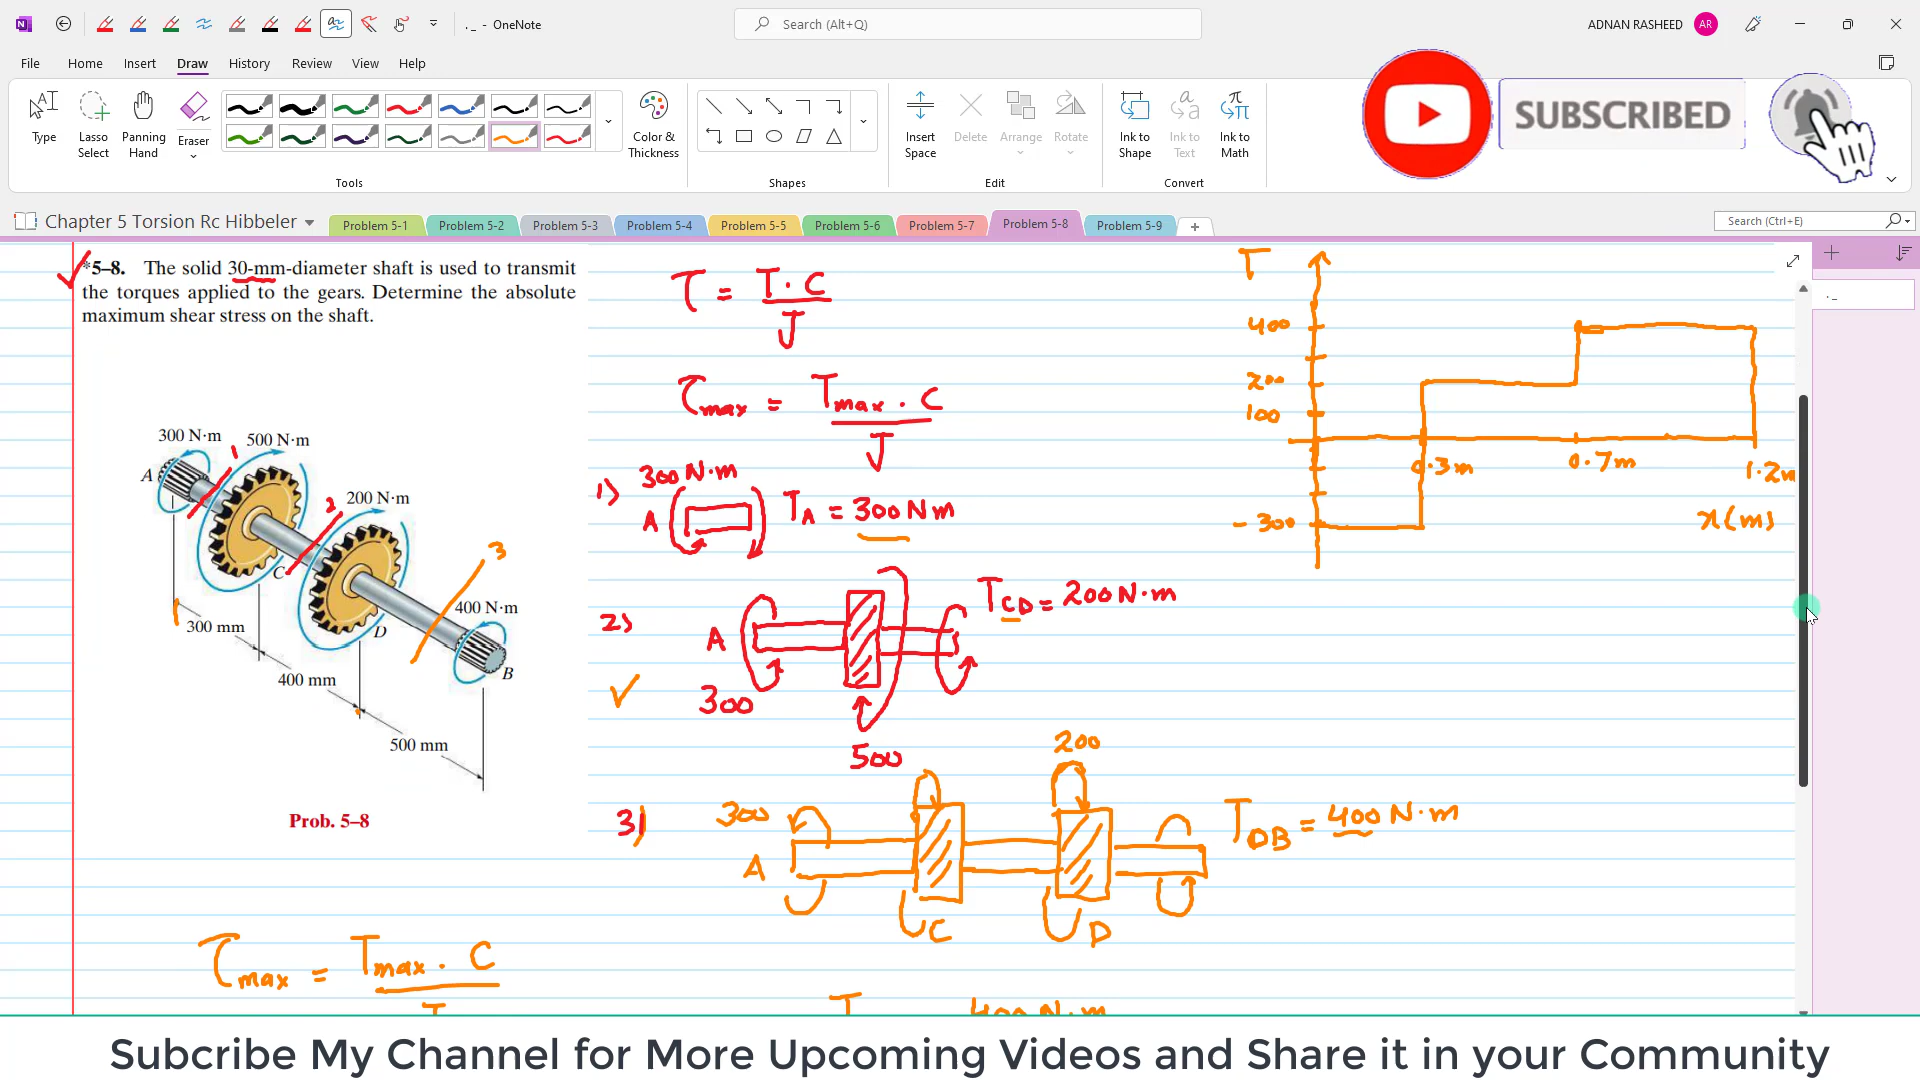 ._ - OneNote
Search (Alt+Q)
ADNAN RASHEED
AR
File Home Insert Draw History Review View Help
Type
Lasso Select
Panning Hand
Eraser
Color & Thickness
Insert Space
Delete
Arrange
Rotate
Ink to Shape
Ink to Text
Ink to Math
Tools
Shapes
Edit
Convert
SUBSCRIBED
Chapter 5 Torsion Rc Hibbeler
Problem 5-1
Problem 5-2
Problem 5-3
Problem 5-4
Problem 5-5
Problem 5-6
Problem 5-7
Problem 5-8
Problem 5-9
Search (Ctrl+E)
._
*5–8. The solid 30-mm-diameter shaft is used to transmit
the torques applied to the gears. Determine the absolute
maximum shear stress on the shaft.
300 N·m
500 N·m
200 N·m
400 N·m
A
C
D
B
1
2
3
300 mm
400 mm
500 mm
Prob. 5–8
τ = T · C / J
τmax = Tmax · C / J
1) 300 N·m
A
TA = 300 Nm
2)
A
300
500
TCD = 200 N·m
3)
300
A
C
200
D
TDB = 400 N·m
T
400
200
100
-300
0.3m
0.7m
1.2m
x(m)
τmax = Tmax · C
400 N·m
Subcribe My Channel for More Upcoming Videos and Share it in your Community